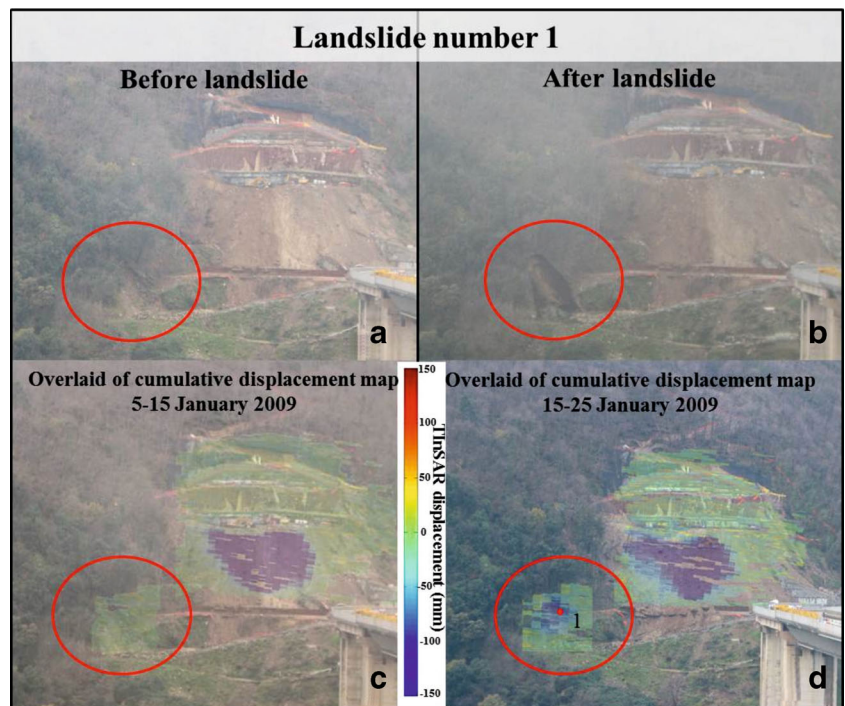 Landslide number 1
Before landslide
After landslide
a
b
Overlaid of cumulative displacement map
5-15 January 2009
Overlaid of cumulative displacement map
15-25 January 2009
150
100
50
0
-50
-100
-150
TInSAR displacement (mm)
1
c
d